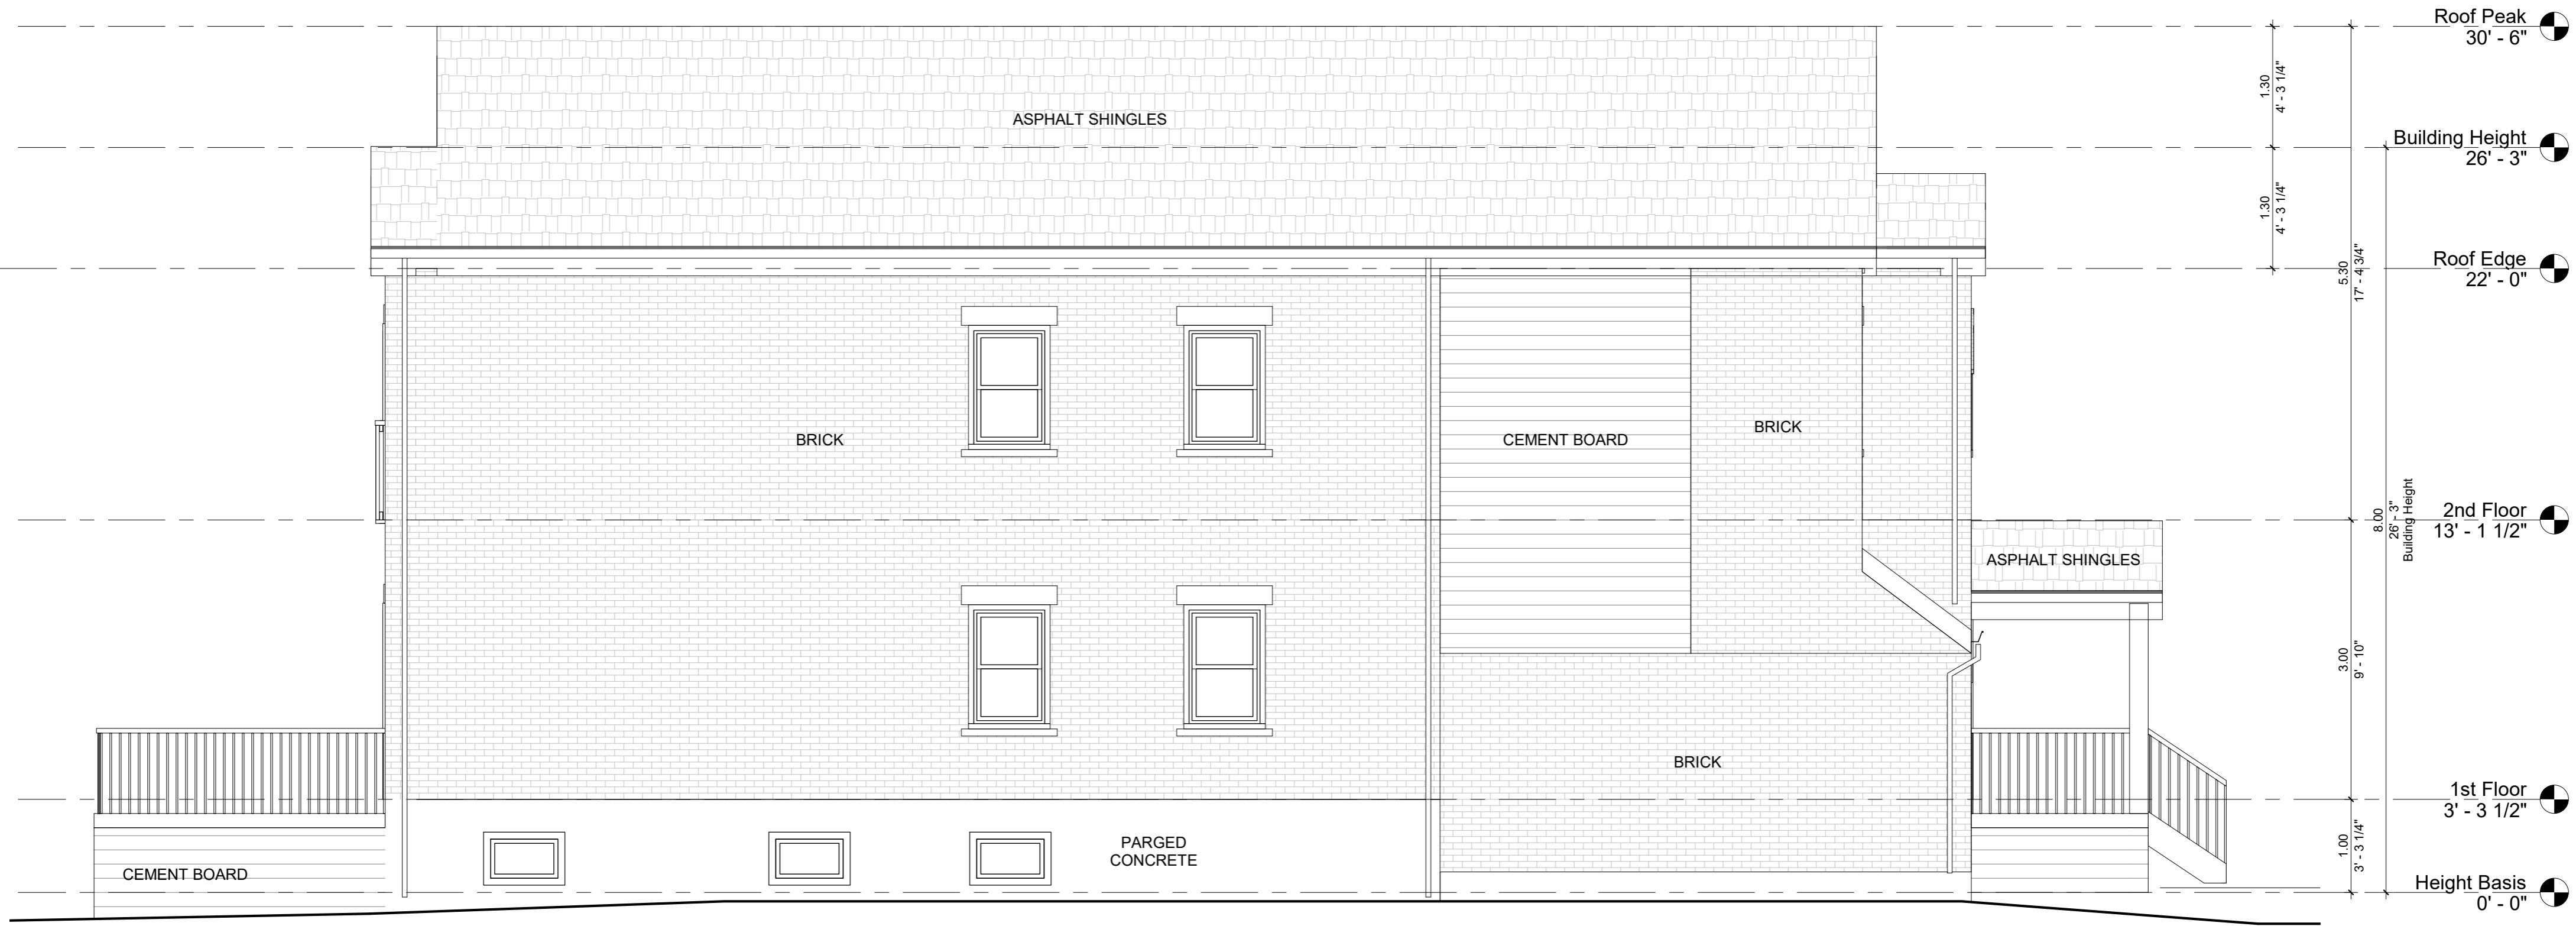 Roof Peak
30' - 6"
1.30
4' - 3 1/4"
ASPHALT SHINGLES
Building Height
26' - 3"
1.30
4' - 3 1/4"
Roof Edge
22' - 0"
5.30
17' - 4 3/4"
BRICK
CEMENT BOARD
BRICK
8.00
26' - 3"
Building Height
2nd Floor
13' - 1 1/2"
ASPHALT SHINGLES
3.00
9' - 10"
BRICK
1st Floor
3' - 3 1/2"
PARGED
CONCRETE
1.00
3' - 3 1/4"
CEMENT BOARD
Height Basis
0' - 0"